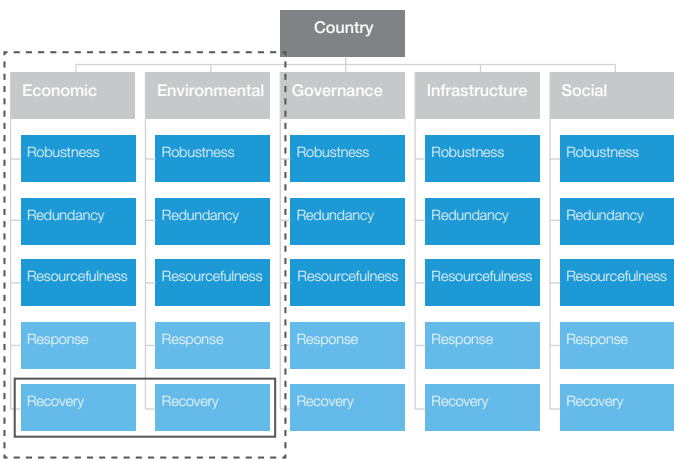 Country
Economic
Environmental
Governance
Infrastructure
Social
Robustness
Robustness
Robustness
Robustness
Robustness
Redundancy
Redundancy
Redundancy
Redundancy
Redundancy
Resourcefulness
Resourcefulness
Resourcefulness
Resourcefulness
Resourcefulness
Response
Response
Response
Response
Response
Recovery
Recovery
Recovery
Recovery
Recovery